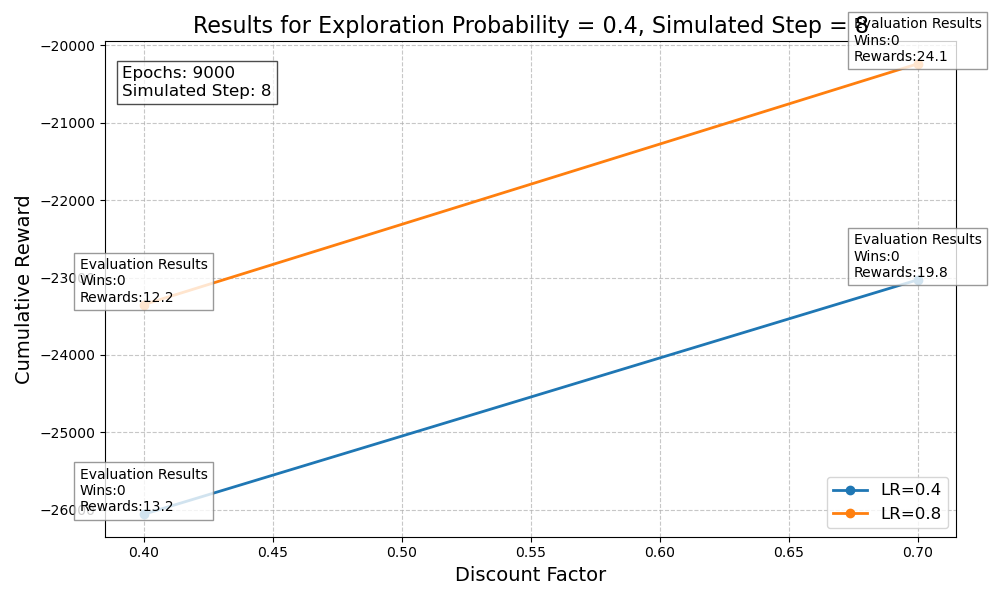 Results for Exploration Probability = 0.4, Simulated Step = 8
Evaluation Results
Wins:0
Rewards:24.1
Epochs: 9000
Simulated Step: 8
Evaluation Results
Wins:0
Rewards:19.8
Evaluation Results
Wins:0
Rewards:12.2
Evaluation Results
Wins:0
Rewards:13.2
−20000
−21000
−22000
−23000
−24000
−25000
−26000
Cumulative Reward
LR=0.4
LR=0.8
0.40 0.45 0.50 0.55 0.60 0.65 0.70
Discount Factor